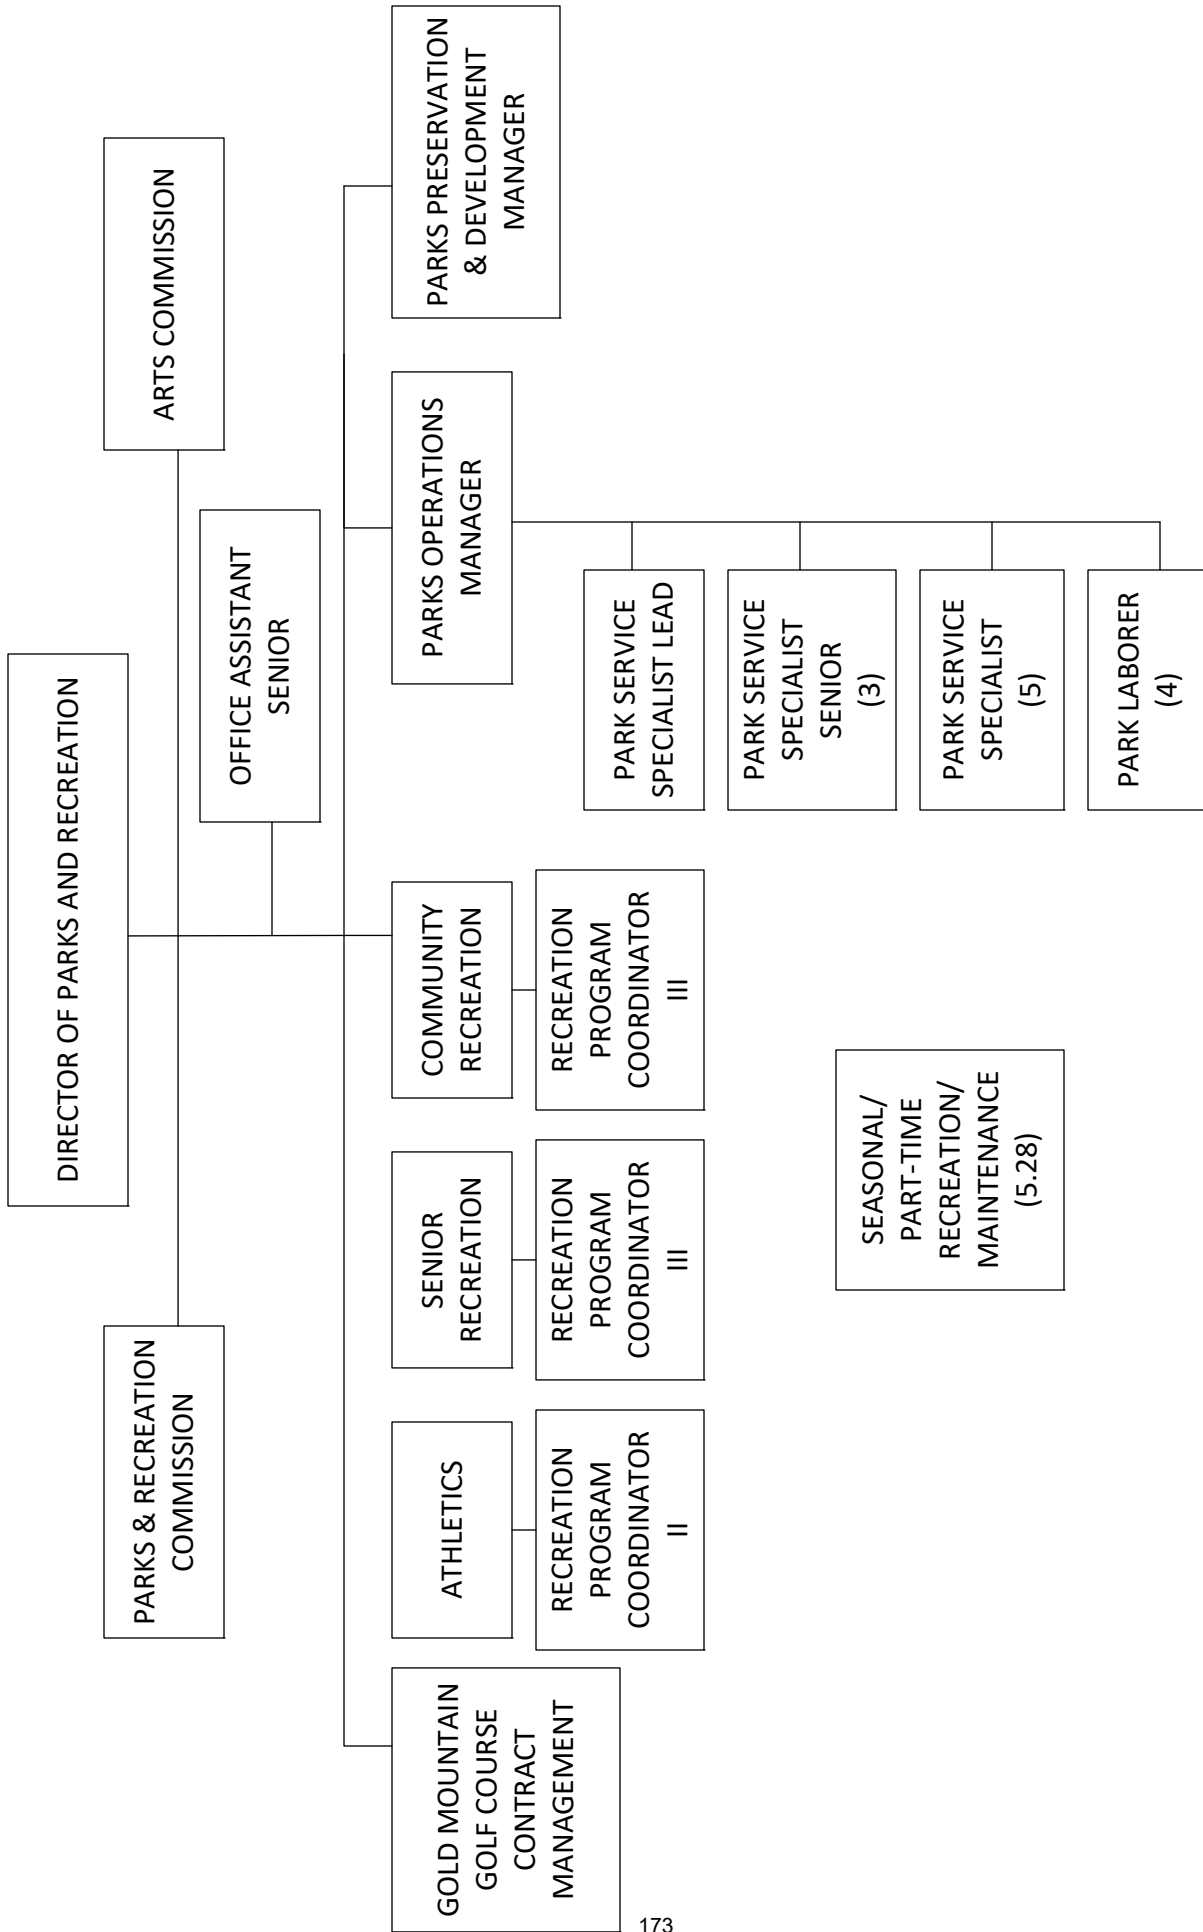 DIRECTOR OF PARKS AND RECREATION
PARKS & RECREATION
COMMISSION
ARTS COMMISSION
OFFICE ASSISTANT
SENIOR
GOLD MOUNTAIN
GOLF COURSE
CONTRACT
MANAGEMENT
ATHLETICS
RECREATION
PROGRAM
COORDINATOR
II
SENIOR
RECREATION
RECREATION
PROGRAM
COORDINATOR
III
COMMUNITY
RECREATION
RECREATION
PROGRAM
COORDINATOR
III
PARKS OPERATIONS
MANAGER
PARK SERVICE
SPECIALIST LEAD
PARK SERVICE
SPECIALIST
SENIOR
(3)
PARK SERVICE
SPECIALIST
(5)
PARK LABORER
(4)
PARKS PRESERVATION
& DEVELOPMENT
MANAGER
SEASONAL/
PART-TIME
RECREATION/
MAINTENANCE
(5.28)
173